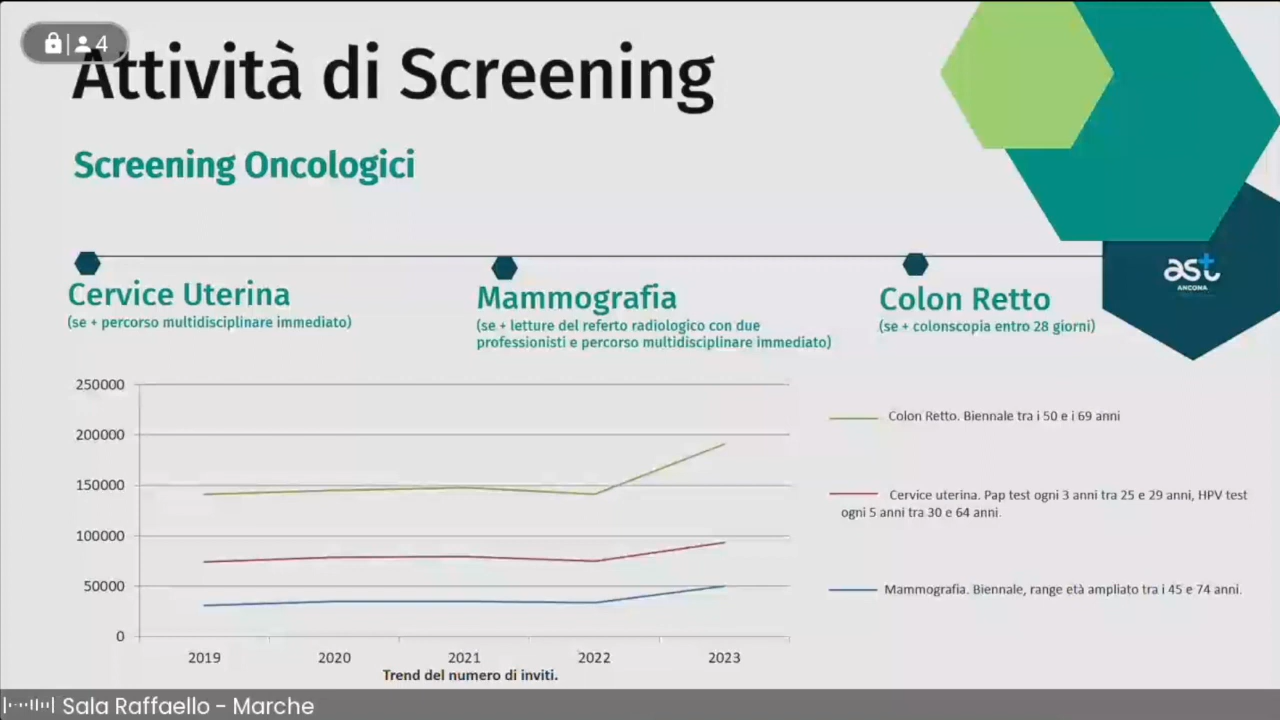 4
Attività di Screening
Screening Oncologici
Cervice Uterina
(se + percorso multidisciplinare immediato)
Mammografia
(se + letture del referto radiologico con due
professionisti e percorso multidisciplinare immediato)
Colon Retto
(se + colonscopia entro 28 giorni)
ast
ANCONA
250000
200000
150000
100000
50000
0
2019 2020 2021 2022 2023
Trend del numero di inviti.
Colon Retto. Biennale tra i 50 e i 69 anni
Cervice uterina. Pap test ogni 3 anni tra 25 e 29 anni, HPV test
ogni 5 anni tra 30 e 64 anni.
Mammografia. Biennale, range età ampliato tra i 45 e 74 anni.
Sala Raffaello - Marche